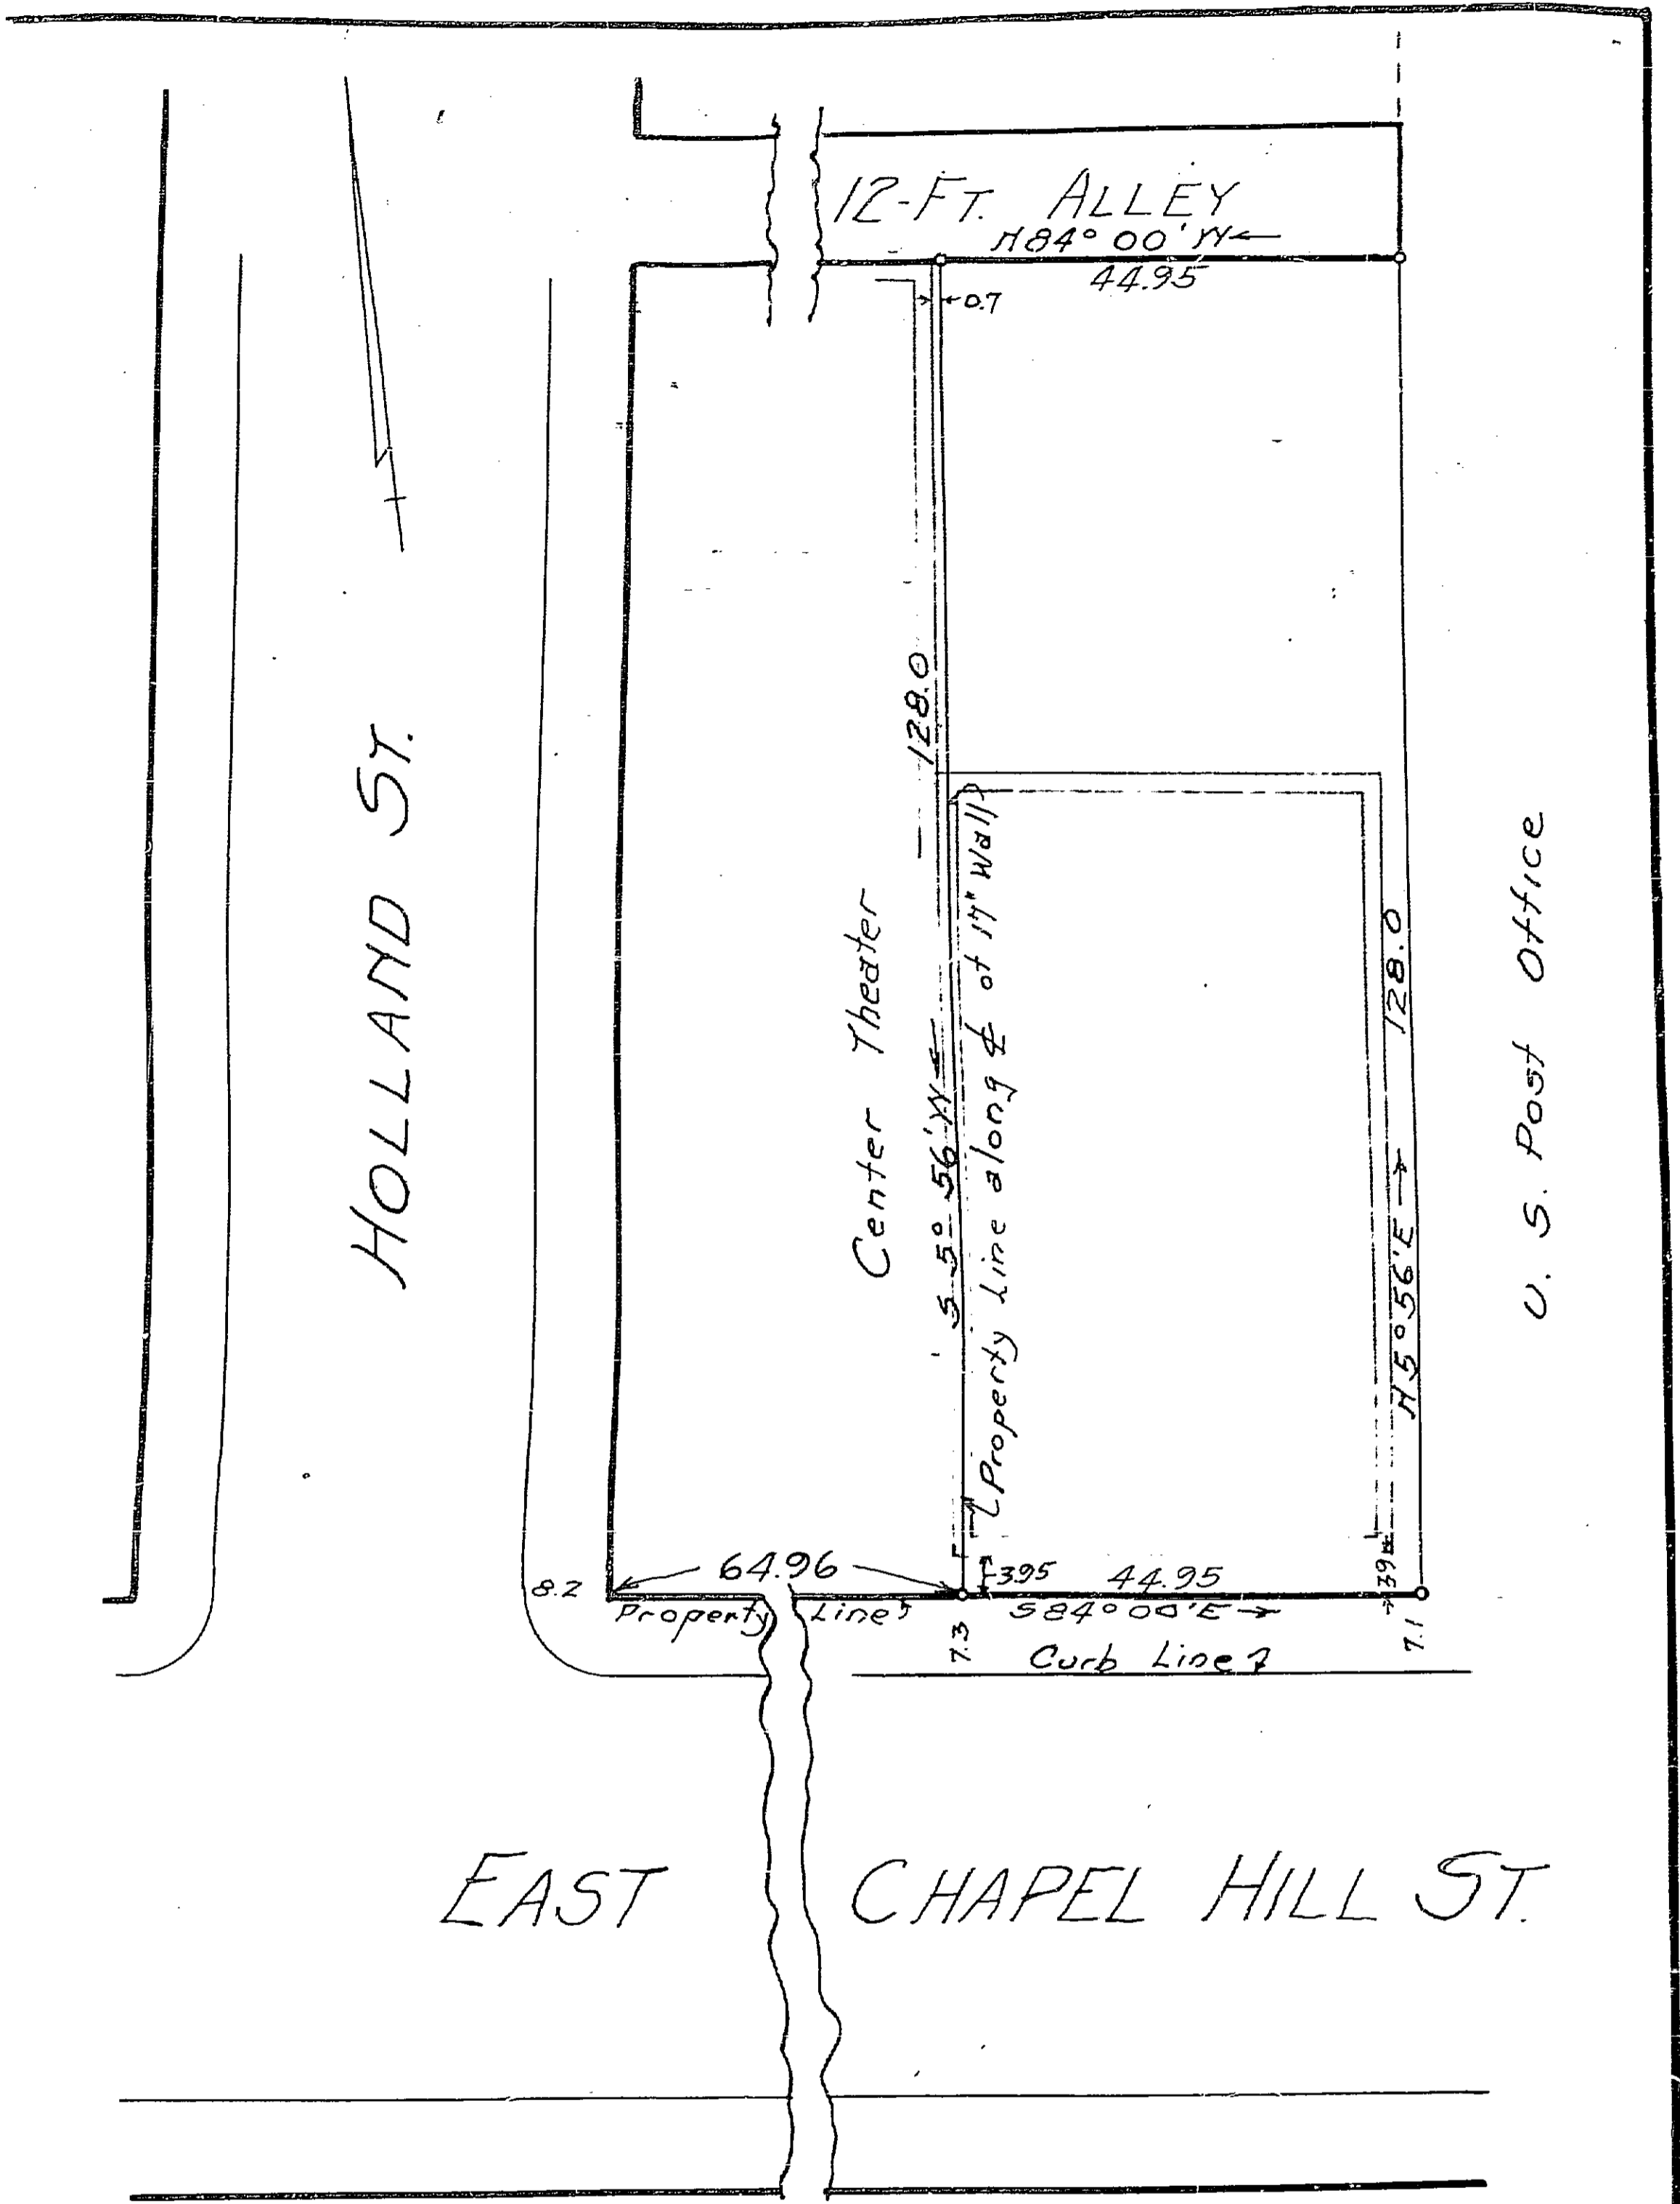 12-FT. ALLEY
N84° 00' W
44.95
0.7
128.0
HOLLAND ST.
Center Theater
S 5° 56' W
Property Line along ℄ of 17" Wall
128.0
N 5° 56' E
U. S. Post Office
64.96
8.2
Property Line
3.95
44.95
S84° 00' E
7.3
7.1
Curb Line
EAST CHAPEL HILL ST.